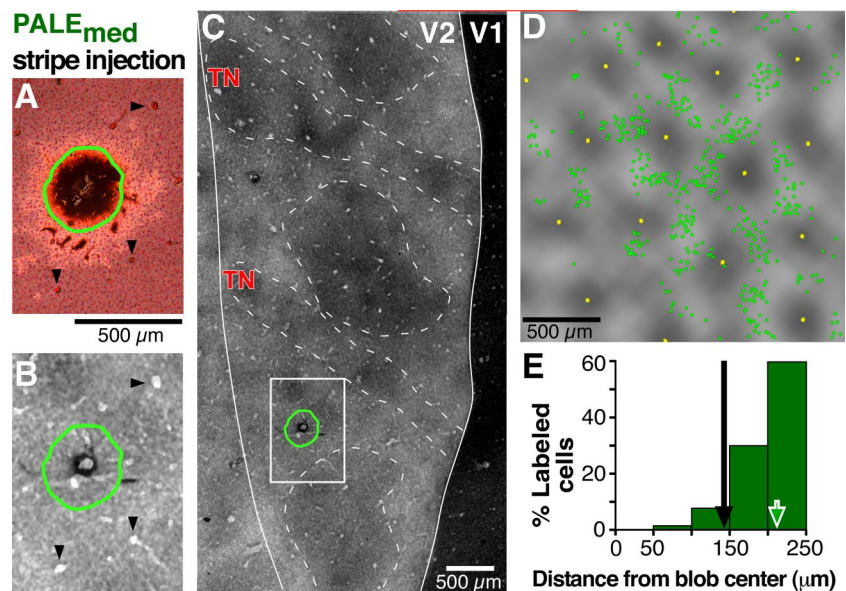 PALEmed
stripe injection
A
500 µm
B
C
V2 V1
TN
TN
500 µm
D
500 µm
E
% Labeled
cells
60
40
20
0
0 50 150 250
Distance from blob center (µm)